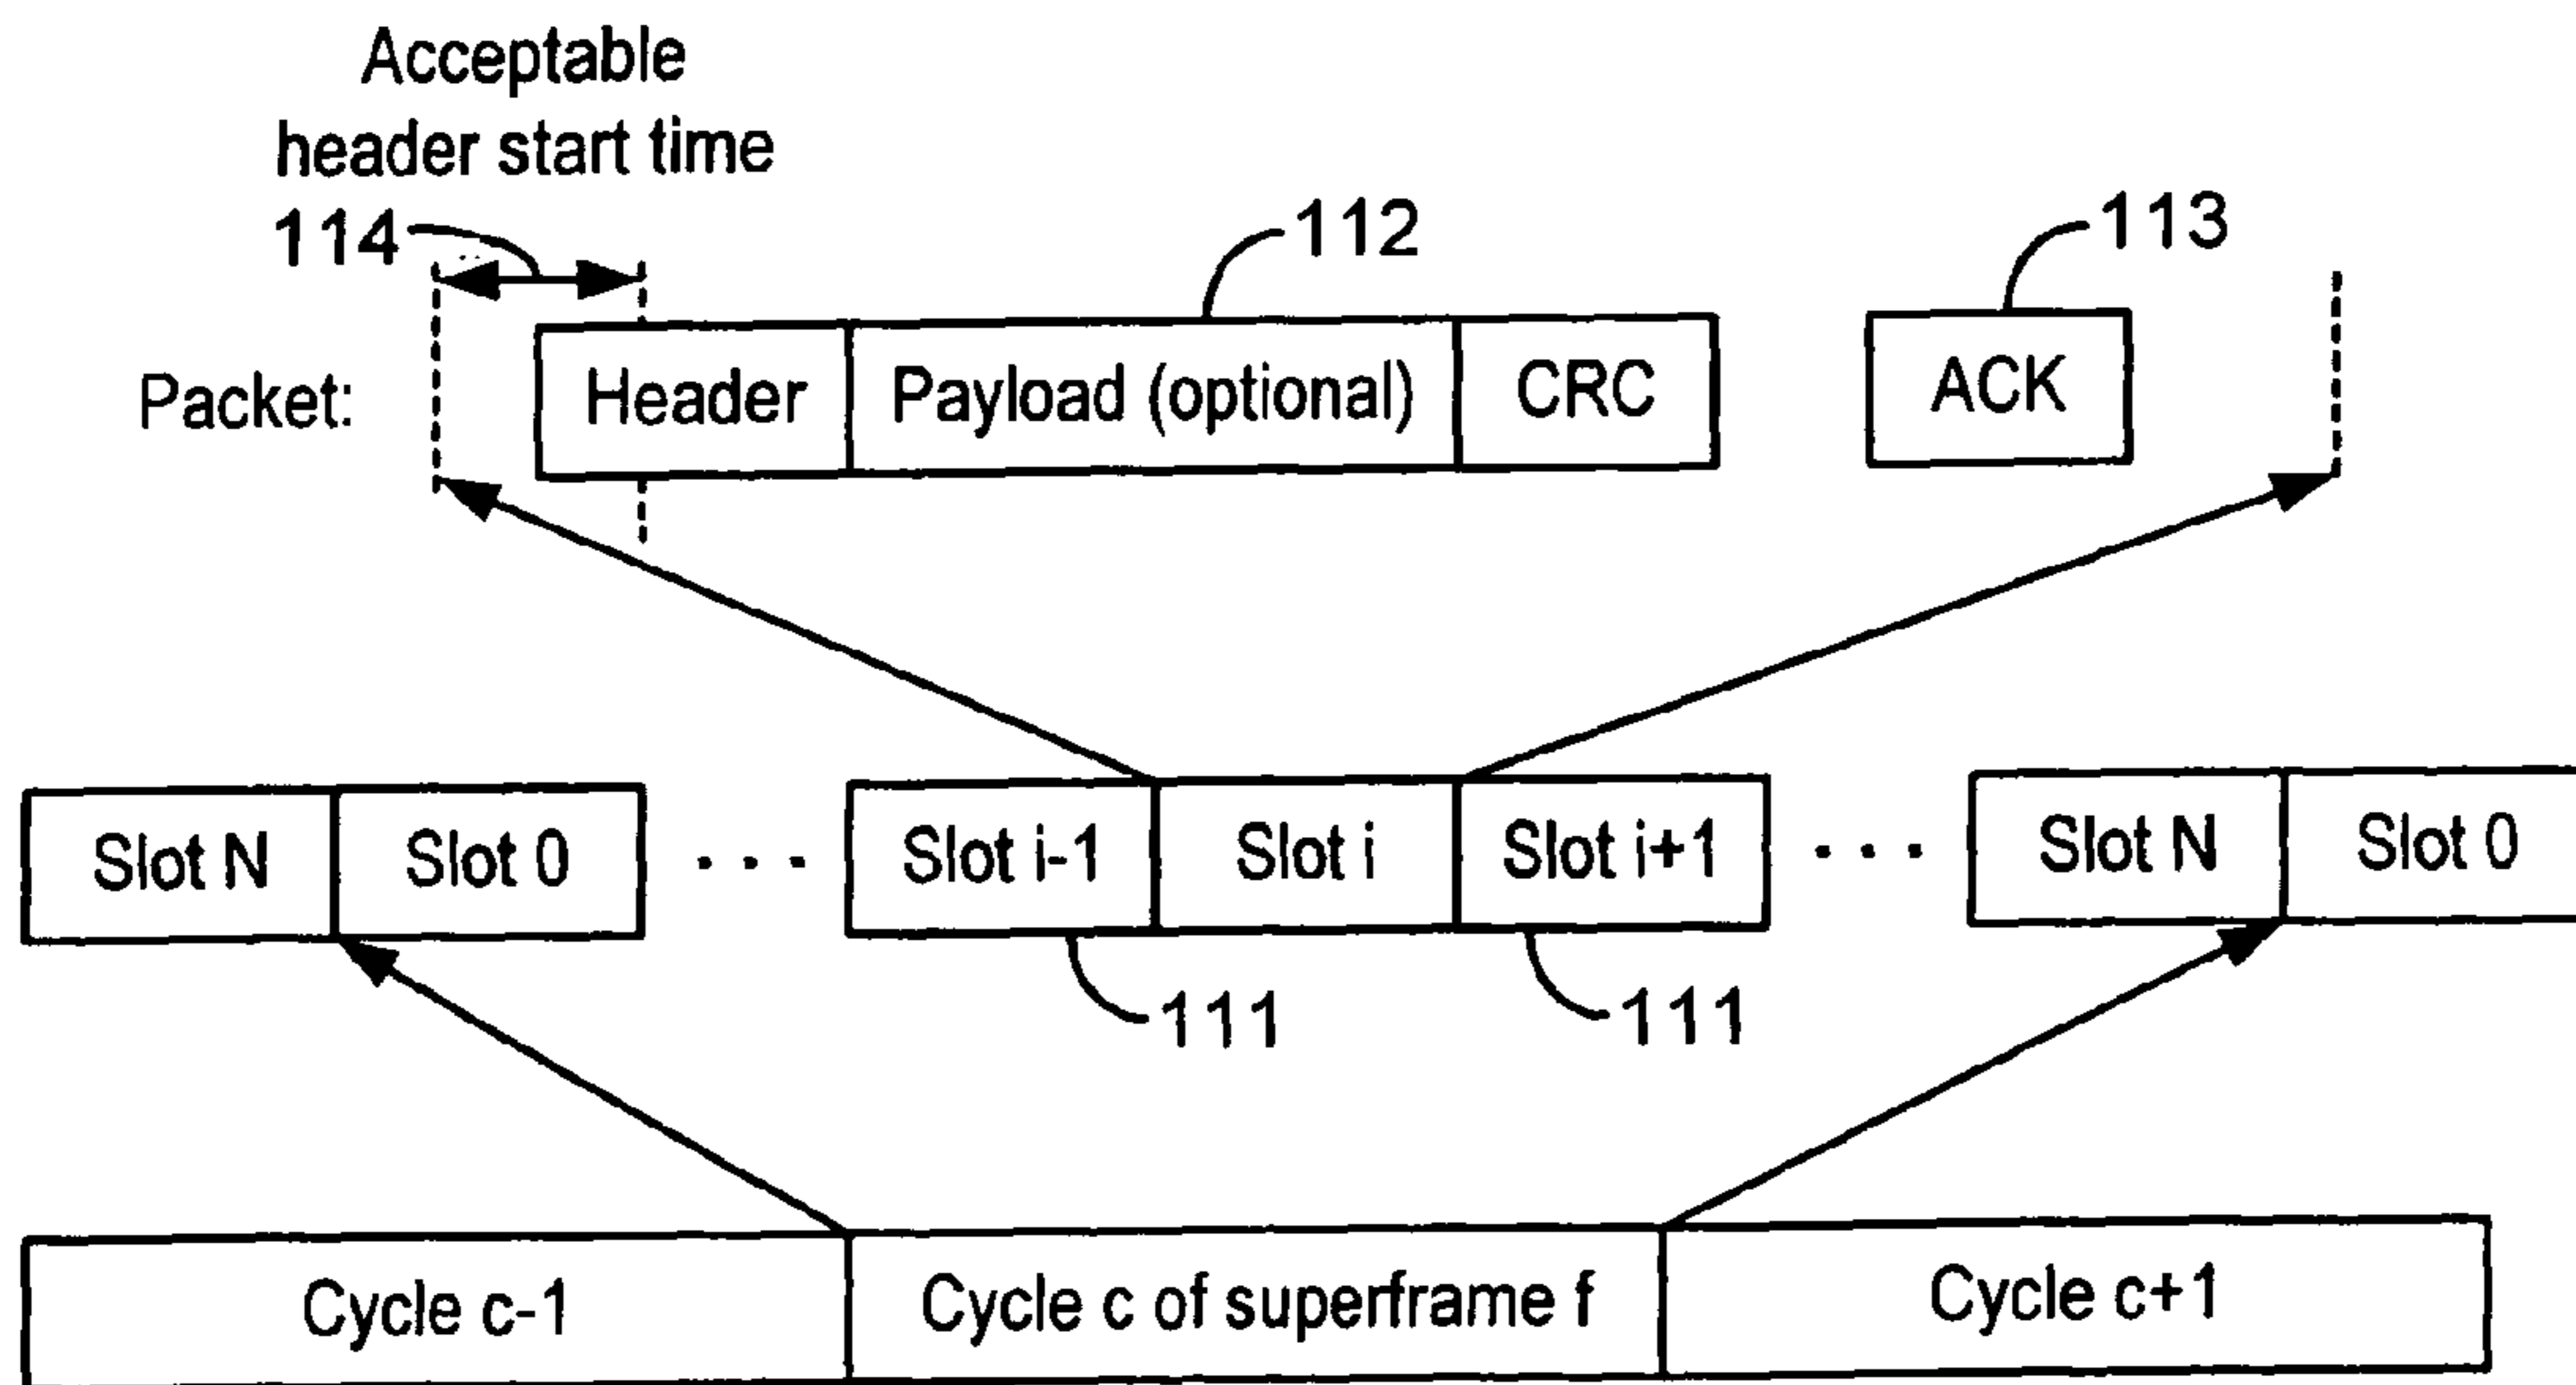 Acceptable
header start time
114
112
113
Packet:
Header
Payload (optional)
CRC
ACK
Slot N
Slot 0
. . .
Slot i-1
Slot i
Slot i+1
. . .
Slot N
Slot 0
111
111
Cycle c-1
Cycle c of superframe f
Cycle c+1